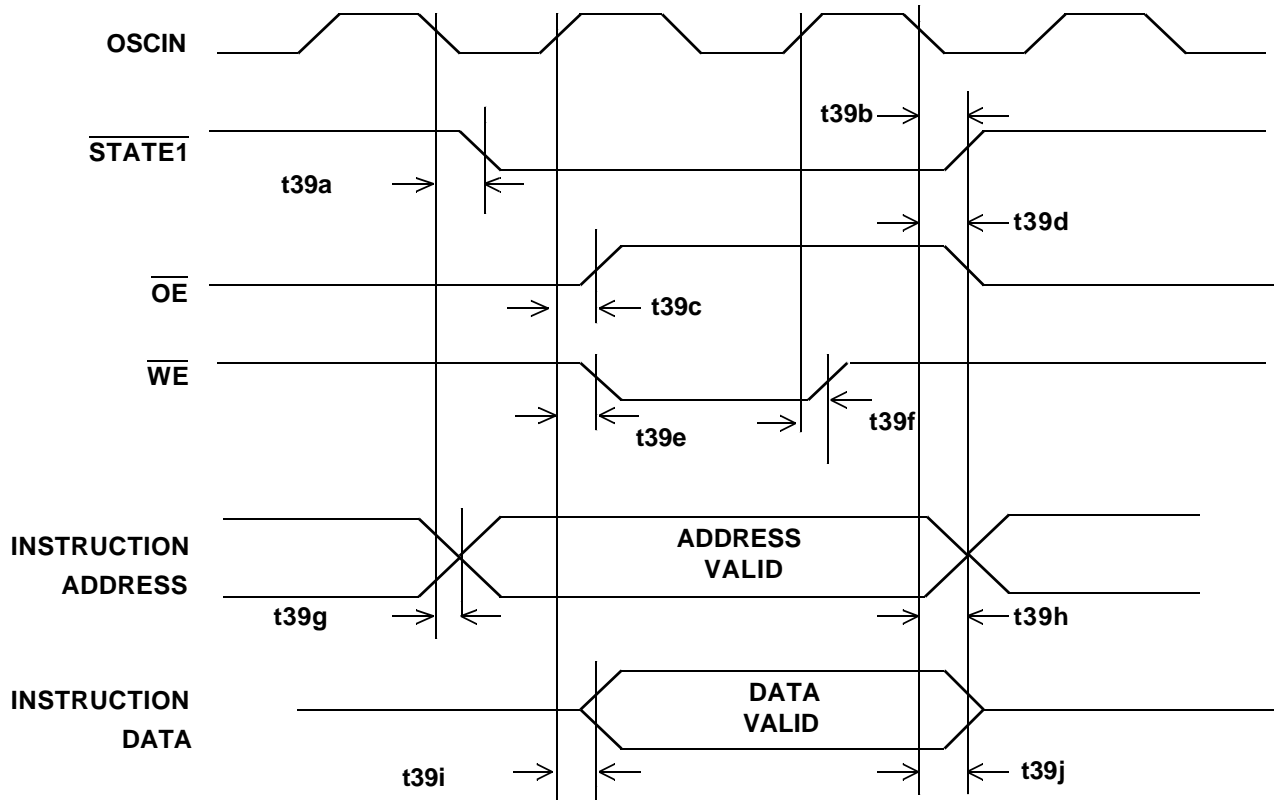 OSCIN
t39b
STATE1
t39a
t39d
OE
t39c
WE
t39f
t39e
INSTRUCTION
ADDRESS
ADDRESS
VALID
t39g
t39h
INSTRUCTION
DATA
DATA
VALID
t39i
t39j